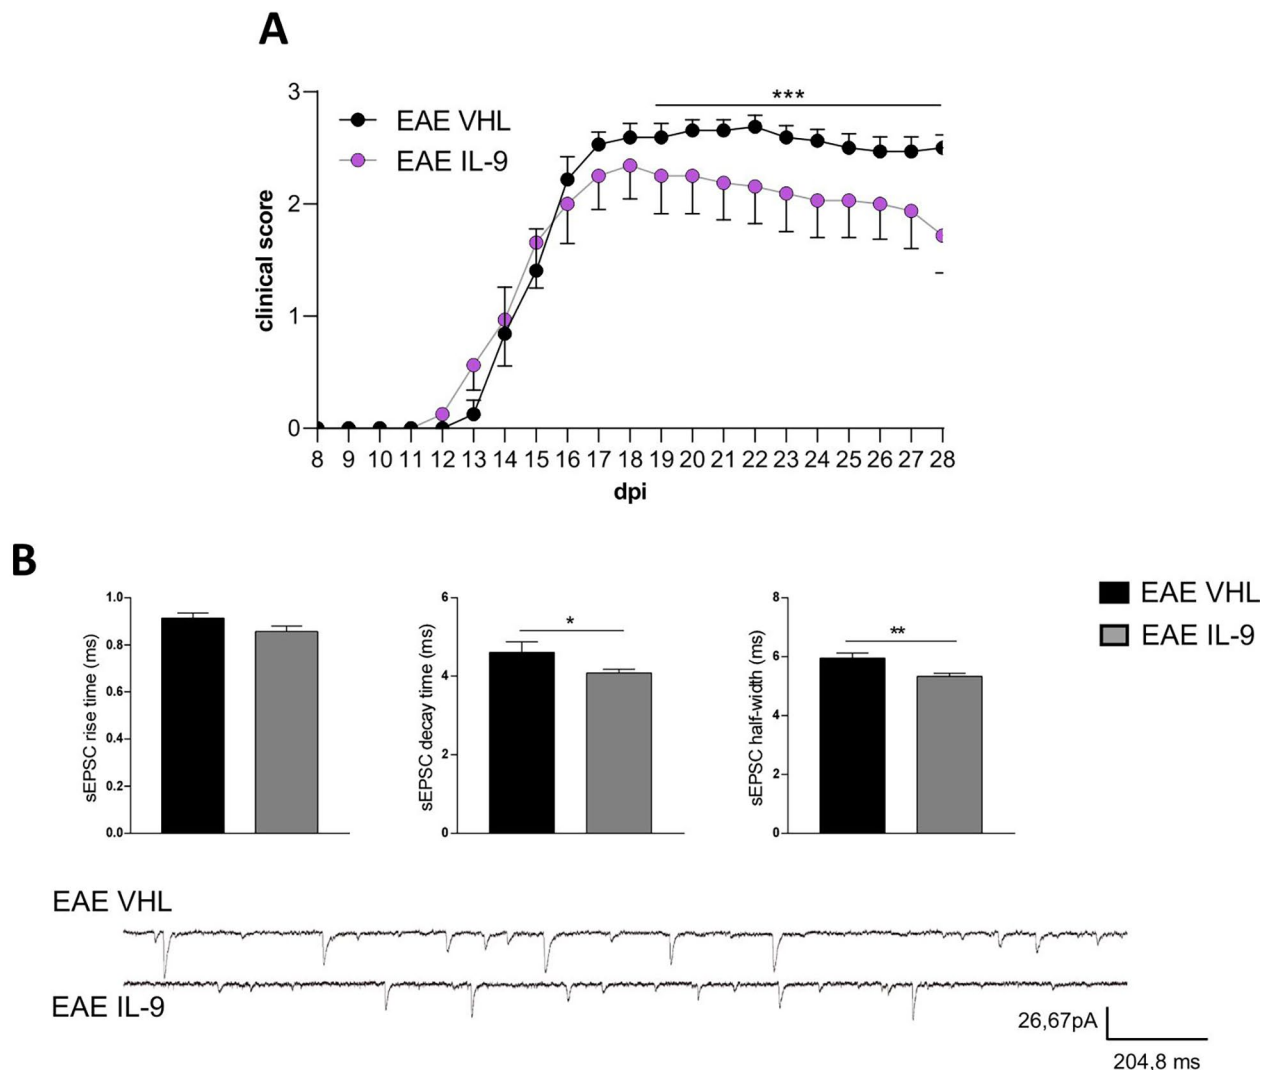 A
3
2
1
0
clinical score
EAE VHL
EAE IL-9
***
8 9 10 11 12 13 14 15 16 17 18 19 20 21 22 23 24 25 26 27 28
dpi
B
1.0
0.8
0.6
0.4
0.2
0.0
sEPSC rise time (ms)
6
4
2
0
sEPSC decay time (ms)
*
8
6
4
2
0
sEPSC half-width (ms)
**
EAE VHL
EAE IL-9
EAE VHL
EAE IL-9
26,67pA
204,8 ms